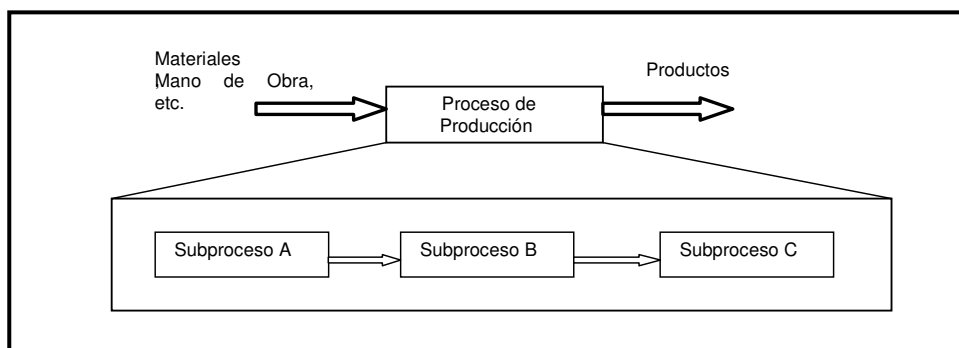 Materiales
,Mano de Obra,
etc.
Productos
Proceso de
Producción
Subproceso A
Subproceso B
Subproceso C